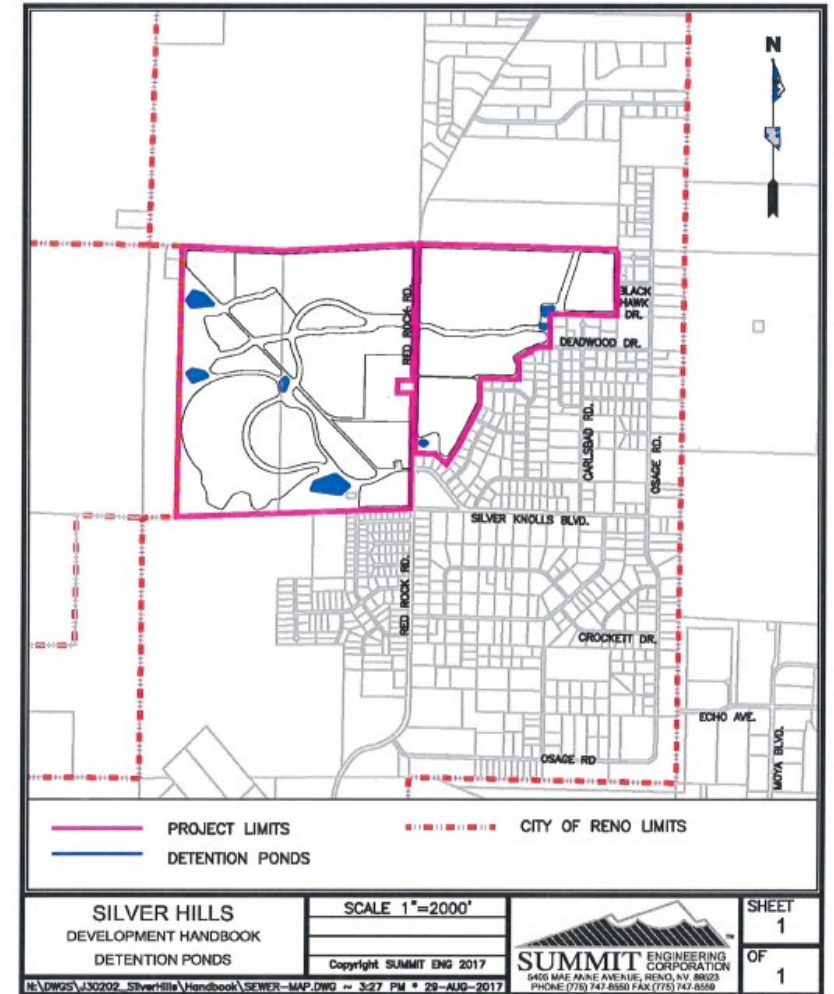 N
RED ROCK RD.
BLACK
HAWK
DR.
DEADWOOD DR.
CARLSBAD RD.
OSAGE RD.
SILVER KNOLLS BLVD.
RED ROCK RD.
CROCKETT DR.
ECHO AVE.
MOYA BLVD.
OSAGE RD
PROJECT LIMITS
CITY OF RENO LIMITS
DETENTION PONDS
SILVER HILLS
DEVELOPMENT HANDBOOK
DETENTION PONDS
SCALE 1"=2000'
Copyright SUMMIT ENG 2017
SUMMIT ENGINEERING CORPORATION
TM
5405 MAE ANNE AVENUE, RENO, NV. 89523
PHONE:(775) 747-8550 FAX:(775) 747-8559
SHEET
1
OF
1
N:\DWGS\J30202_SilverHills\Handbook\SEWER-MAP.DWG ~ 3:27 PM * 29-AUG-2017